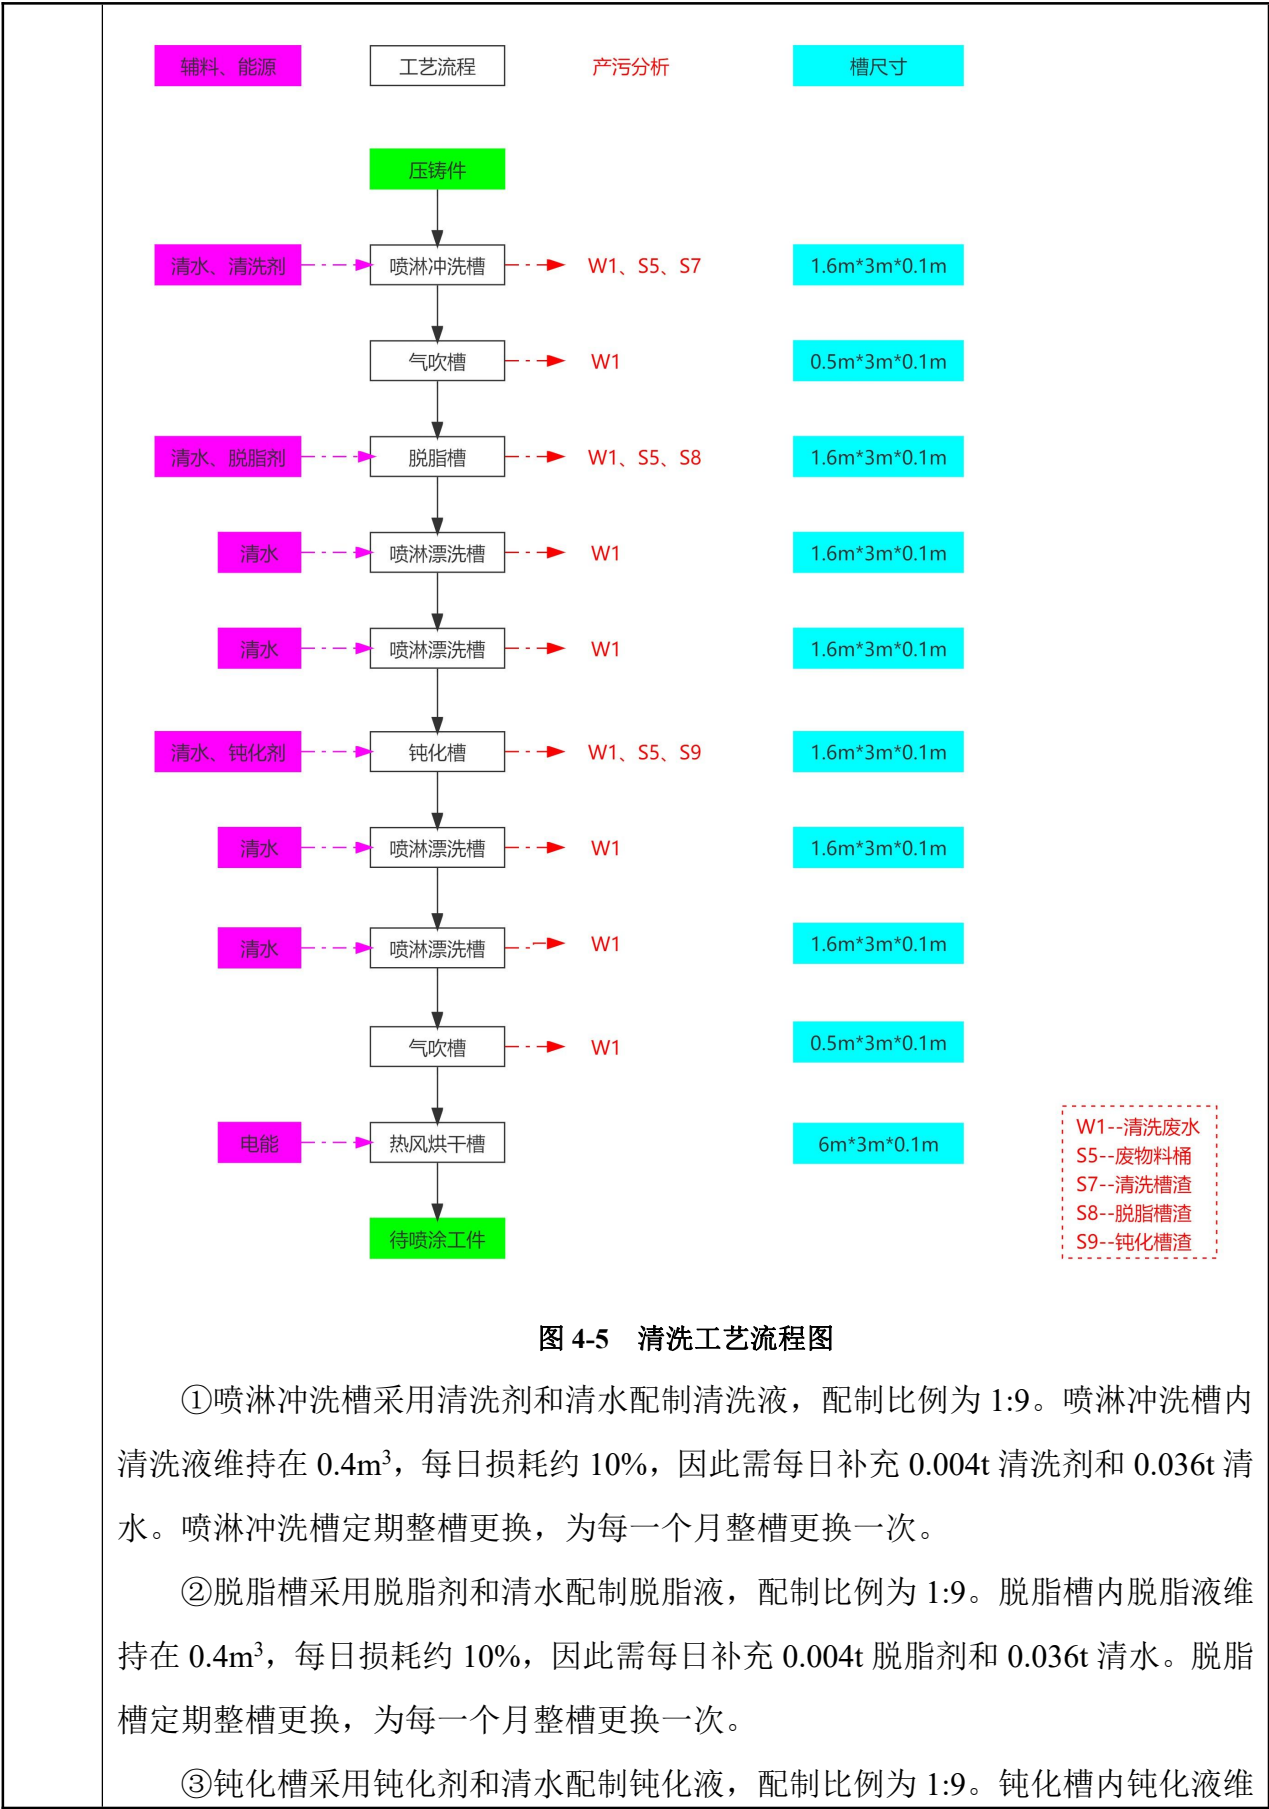 辅料、能源 工艺流程 产污分析 槽尺寸
压铸件
清水、清洗剂 喷淋冲洗槽 W1、S5、S7 1.6m*3m*0.1m
气吹槽 W1 0.5m*3m*0.1m
清水、脱脂剂 脱脂槽 W1、S5、S8 1.6m*3m*0.1m
清水 喷淋漂洗槽 W1 1.6m*3m*0.1m
清水 喷淋漂洗槽 W1 1.6m*3m*0.1m
清水、钝化剂 钝化槽 W1、S5、S9 1.6m*3m*0.1m
清水 喷淋漂洗槽 W1 1.6m*3m*0.1m
清水 喷淋漂洗槽 W1 1.6m*3m*0.1m
气吹槽 W1 0.5m*3m*0.1m
电能 热风烘干槽 6m*3m*0.1m
待喷涂工件
W1--清洗废水
S5--废物料桶
S7--清洗槽渣
S8--脱脂槽渣
S9--钝化槽渣
图 4-5 清洗工艺流程图
①喷淋冲洗槽采用清洗剂和清水配制清洗液，配制比例为 1:9。喷淋冲洗槽内
清洗液维持在 0.4m³，每日损耗约 10%，因此需每日补充 0.004t 清洗剂和 0.036t 清
水。喷淋冲洗槽定期整槽更换，为每一个月整槽更换一次。
②脱脂槽采用脱脂剂和清水配制脱脂液，配制比例为 1:9。脱脂槽内脱脂液维
持在 0.4m³，每日损耗约 10%，因此需每日补充 0.004t 脱脂剂和 0.036t 清水。脱脂
槽定期整槽更换，为每一个月整槽更换一次。
③钝化槽采用钝化剂和清水配制钝化液，配制比例为 1:9。钝化槽内钝化液维